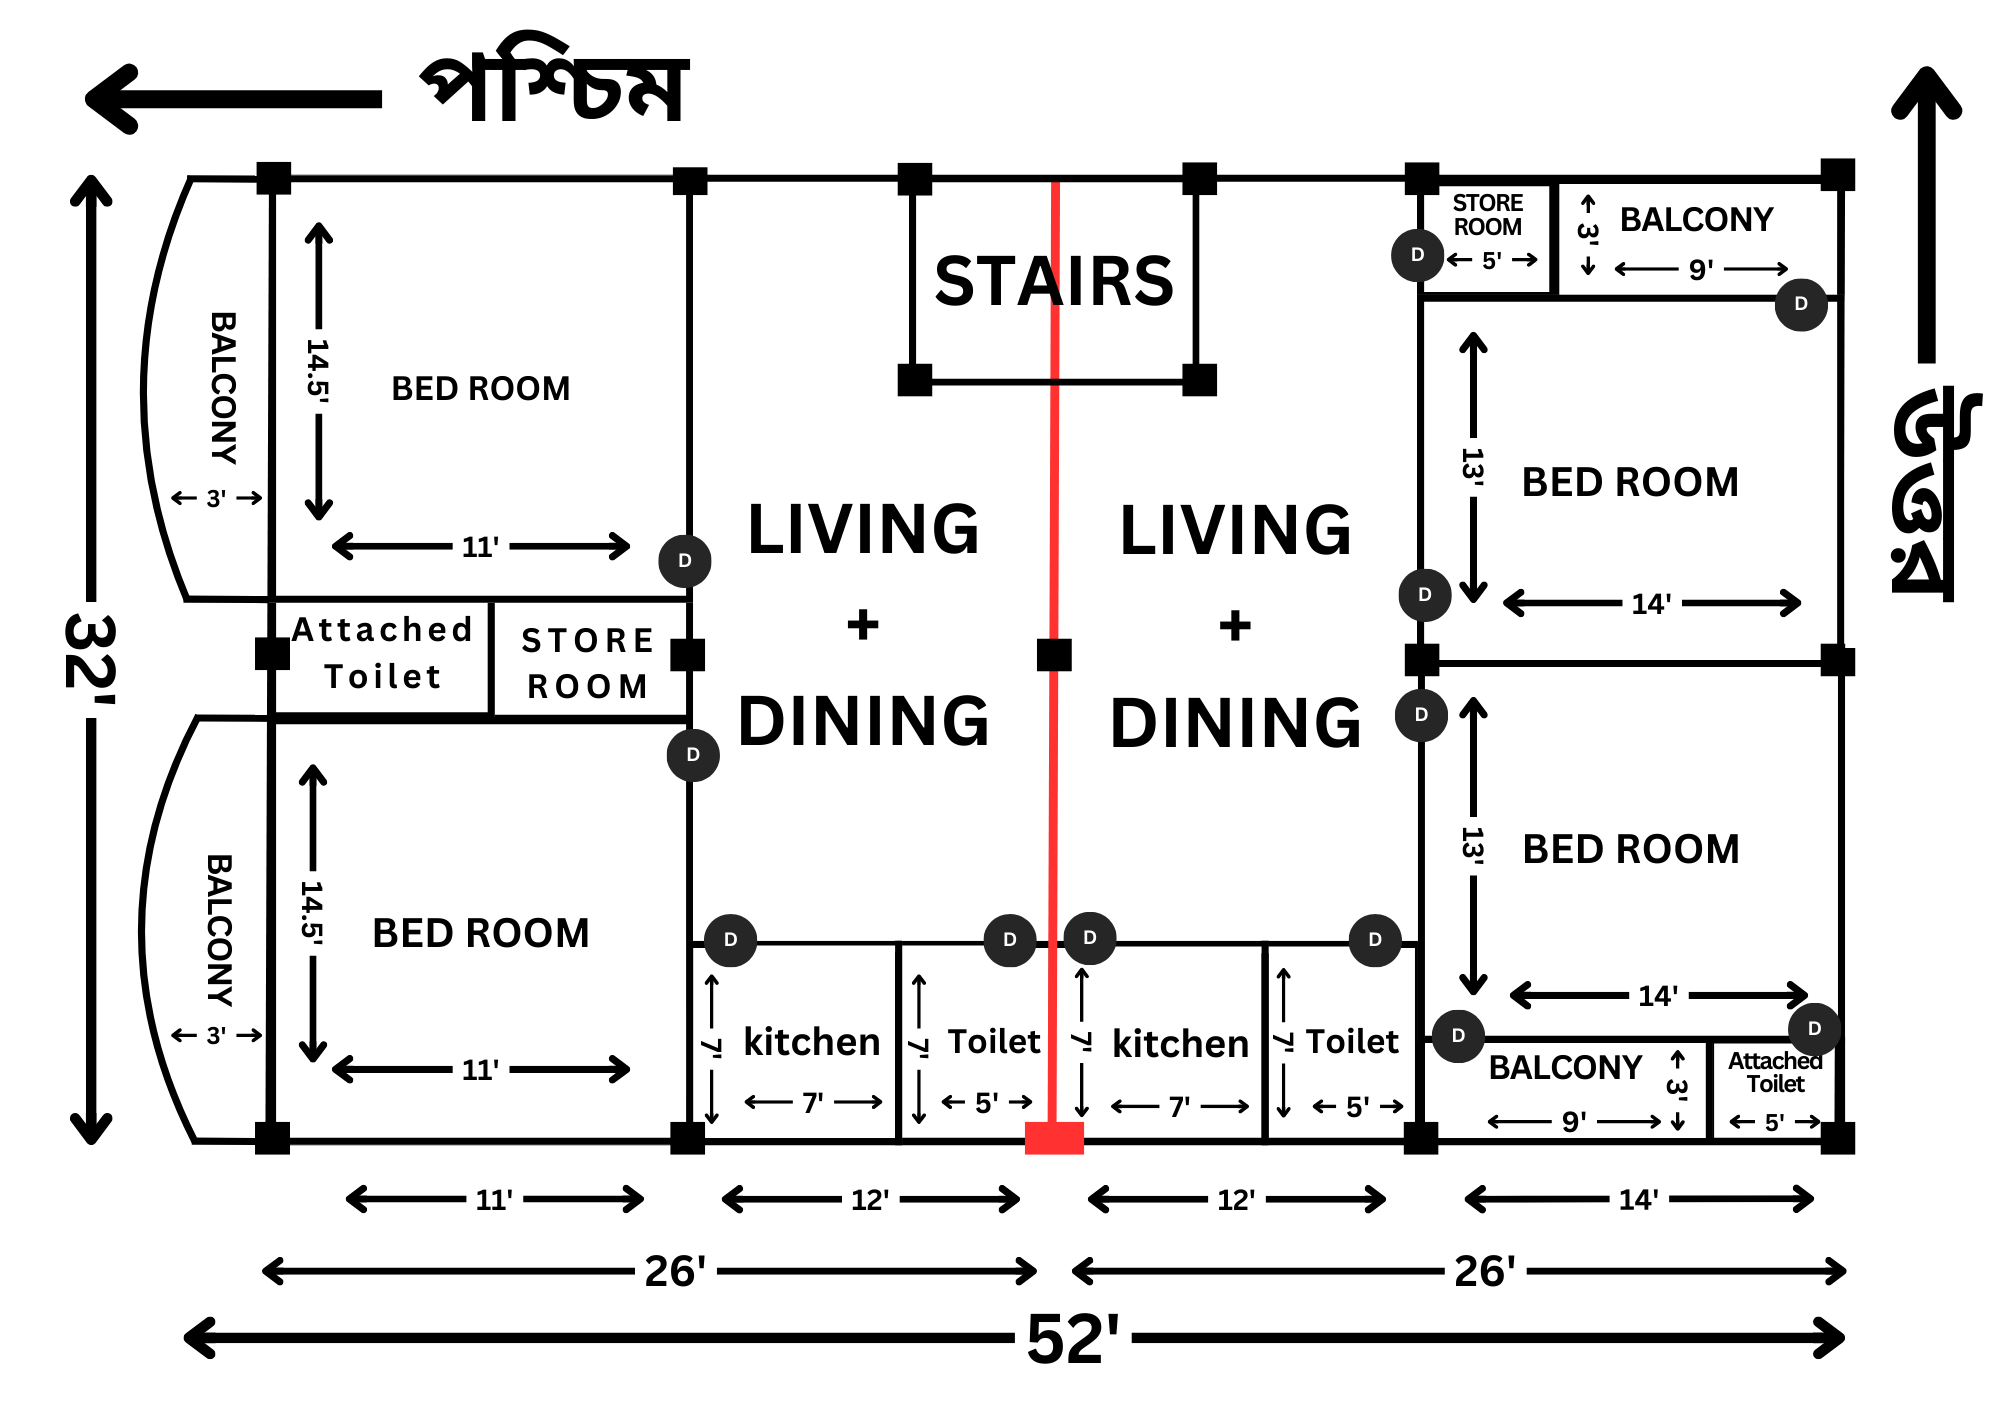 পশ্চিম
উত্তর
32'
BALCONY
3'
14.5'
BED ROOM
11'
D
STAIRS
STORE
ROOM
5'
D
3'
BALCONY
9'
D
13'
BED ROOM
14'
D
LIVING
+
DINING
LIVING
+
DINING
Attached
Toilet
STORE
ROOM
D
BALCONY
3'
14.5'
BED ROOM
11'
D
13'
BED ROOM
14'
D
D
D
D
D
D
7'
kitchen
7'
7'
Toilet
5'
7'
kitchen
7'
7'
Toilet
5'
BALCONY
3'
9'
Attached
Toilet
5'
11'
12'
12'
14'
26'
26'
52'